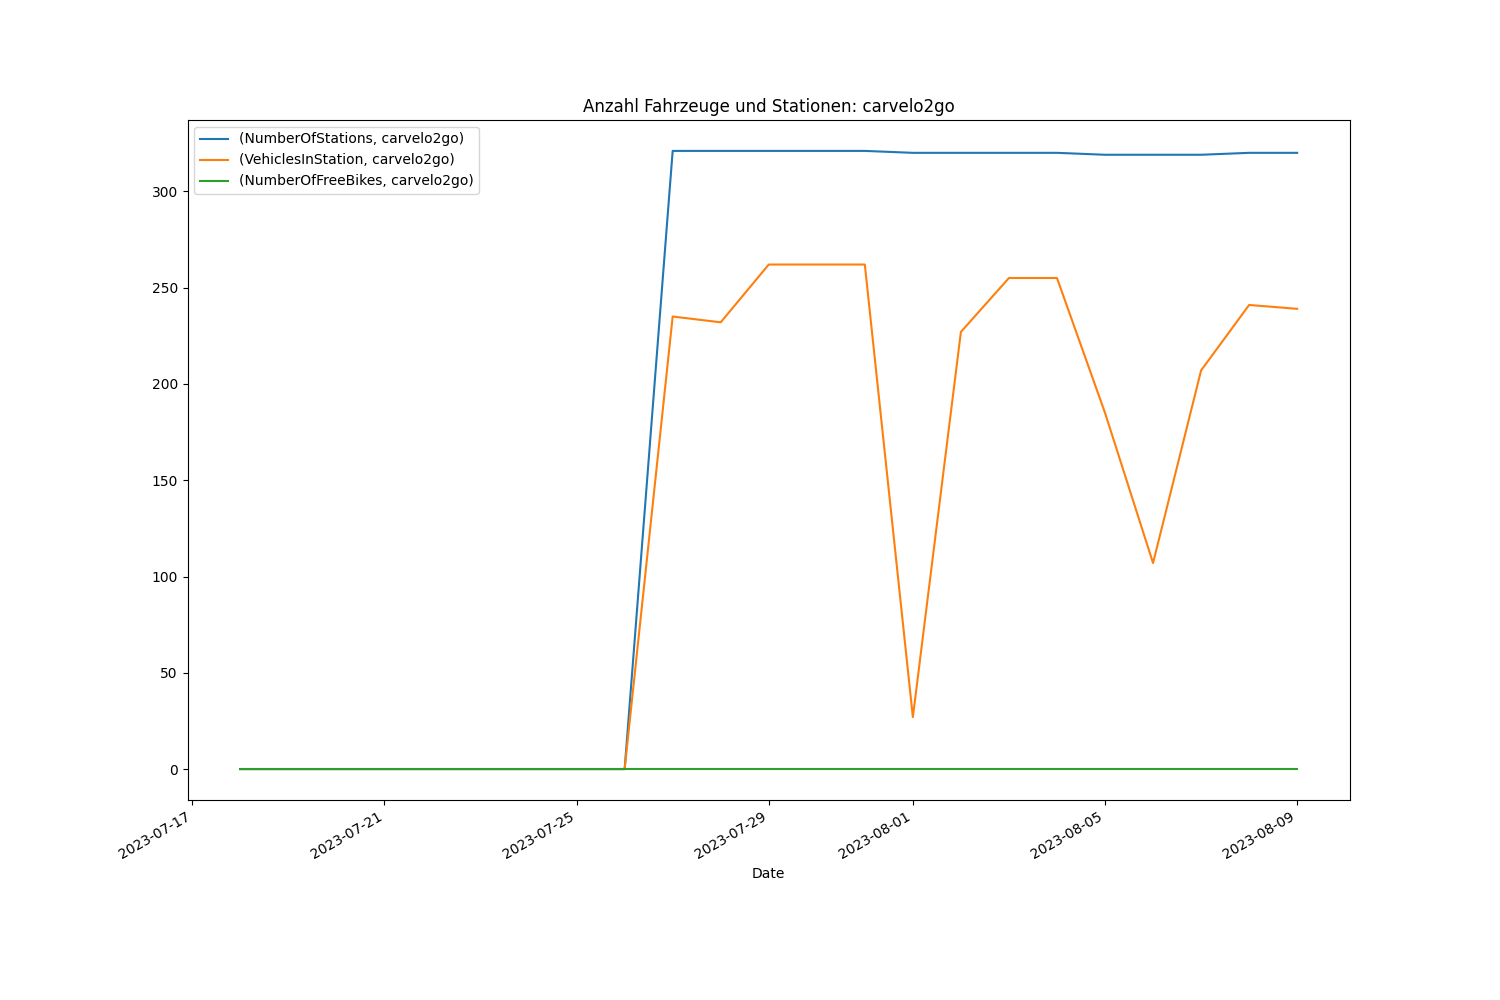 Anzahl Fahrzeuge und Stationen: carvelo2go
(NumberOfStations, carvelo2go)
(VehiclesInStation, carvelo2go)
(NumberOfFreeBikes, carvelo2go)
300
250
200
150
100
50
0
2023-07-17
2023-07-21
2023-07-25
2023-07-29
2023-08-01
2023-08-05
2023-08-09
Date